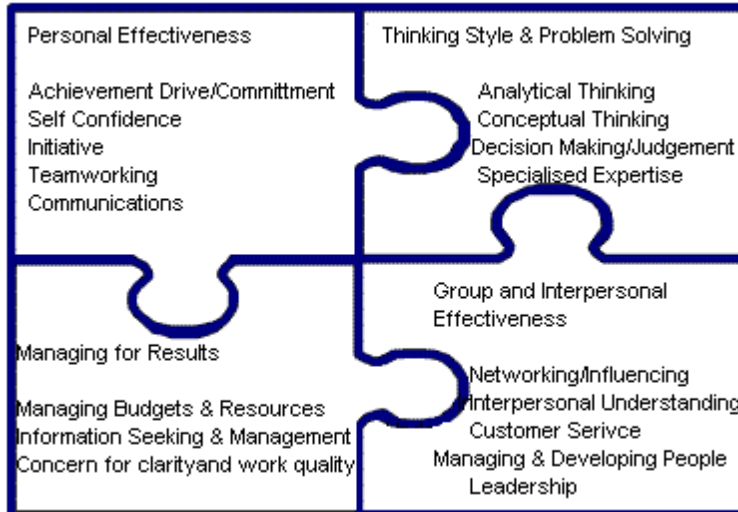 Personal Effectiveness
Achievement Drive/Committment
Self Confidence
Initiative
Teamworking
Communications
Thinking Style & Problem Solving
Analytical Thinking
Conceptual Thinking
Decision Making/Judgement
Specialised Expertise
Managing for Results
Managing Budgets & Resources
Information Seeking & Management
Concern for clarityand work quality
Group and Interpersonal
Effectiveness
Networking/Influencing
Interpersonal Understanding
Customer Serivce
Managing & Developing People
Leadership